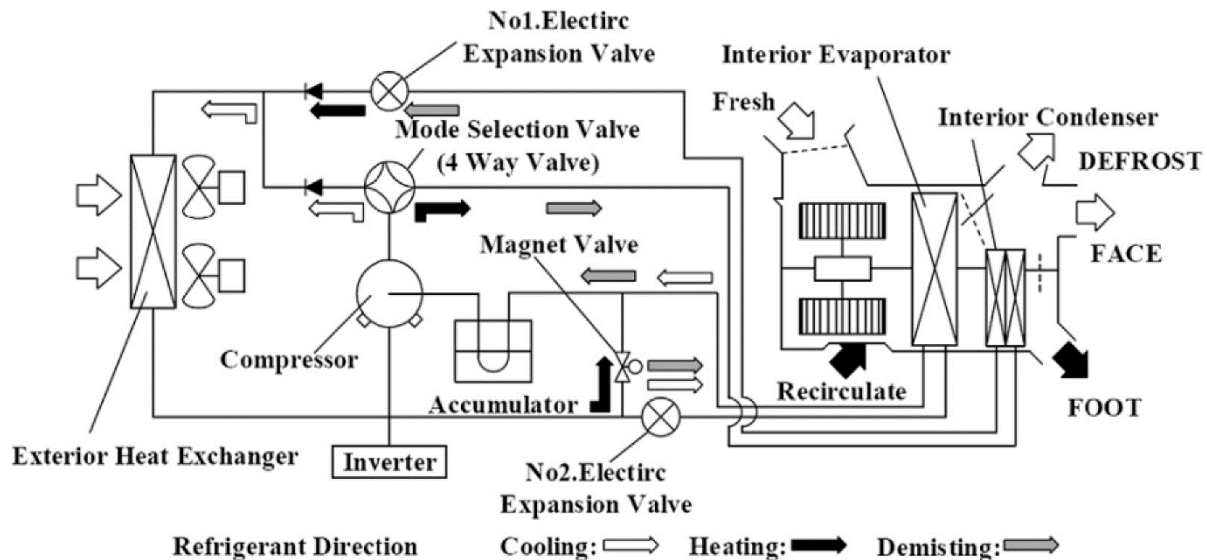 No1.Electirc
Expansion Valve
Interior Evaporator
Fresh
Interior Condenser
Mode Selection Valve
(4 Way Valve)
DEFROST
Magnet Valve
FACE
Compressor
Accumulator
Recirculate
FOOT
Exterior Heat Exchanger
Inverter
No2.Electirc
Expansion Valve
Refrigerant Direction Cooling: Heating: Demisting: